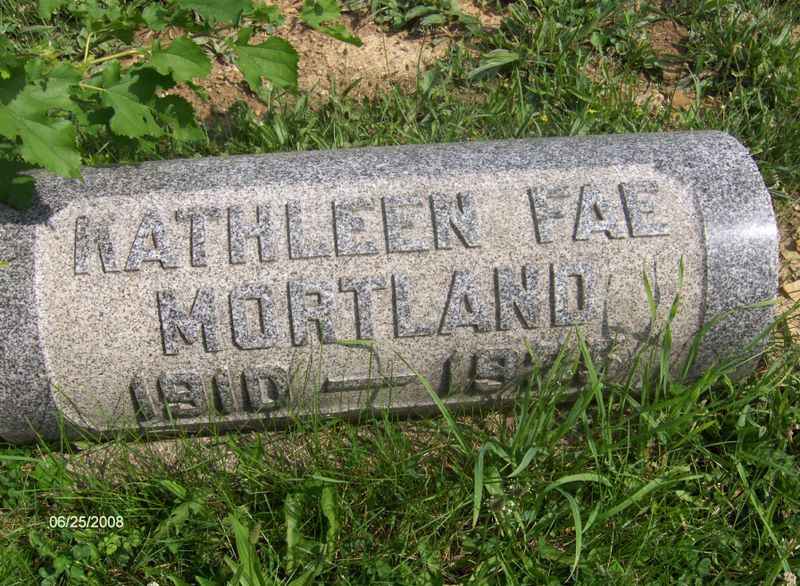 KATHLEEN FAE
MORTLAND
1910 —
06/25/2008